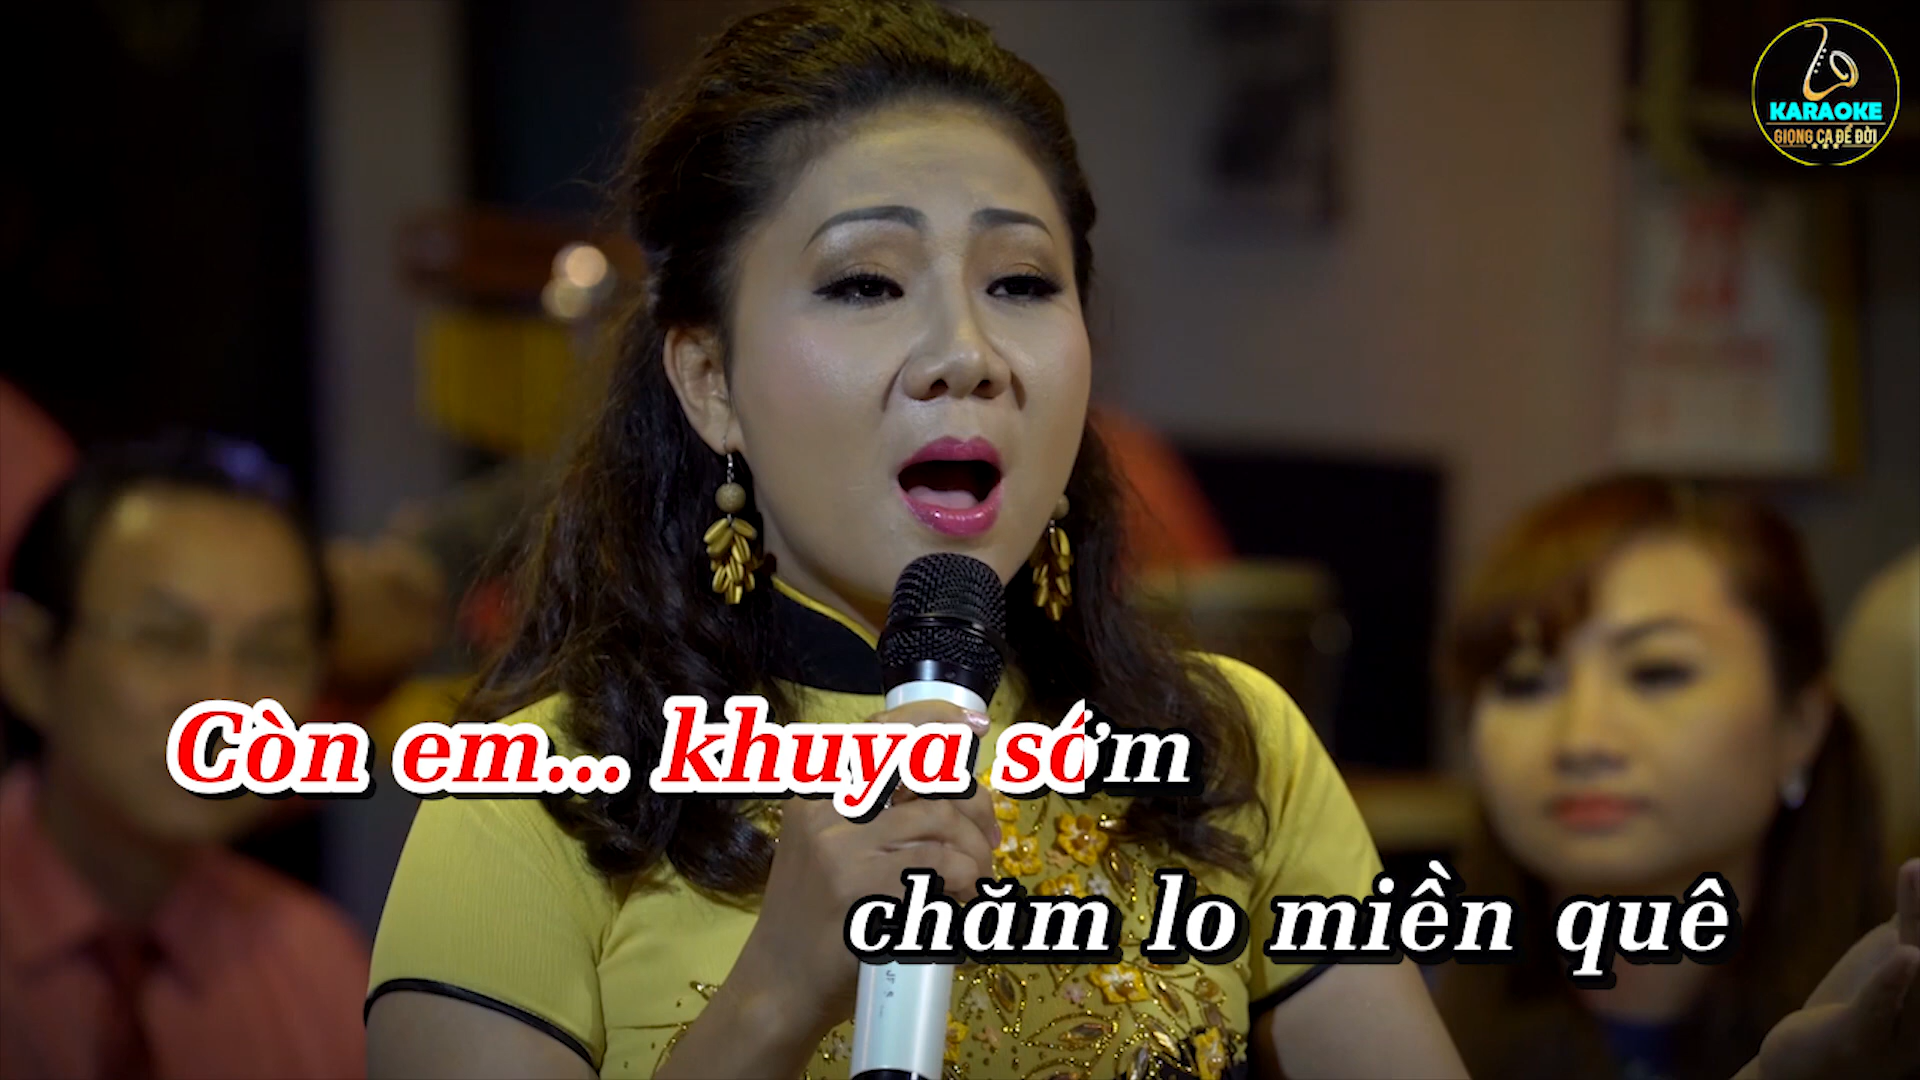 KARAOKE
GIỌNG CA ĐỂ ĐỜI
Còn em... khuya sớm
chăm lo miền quê